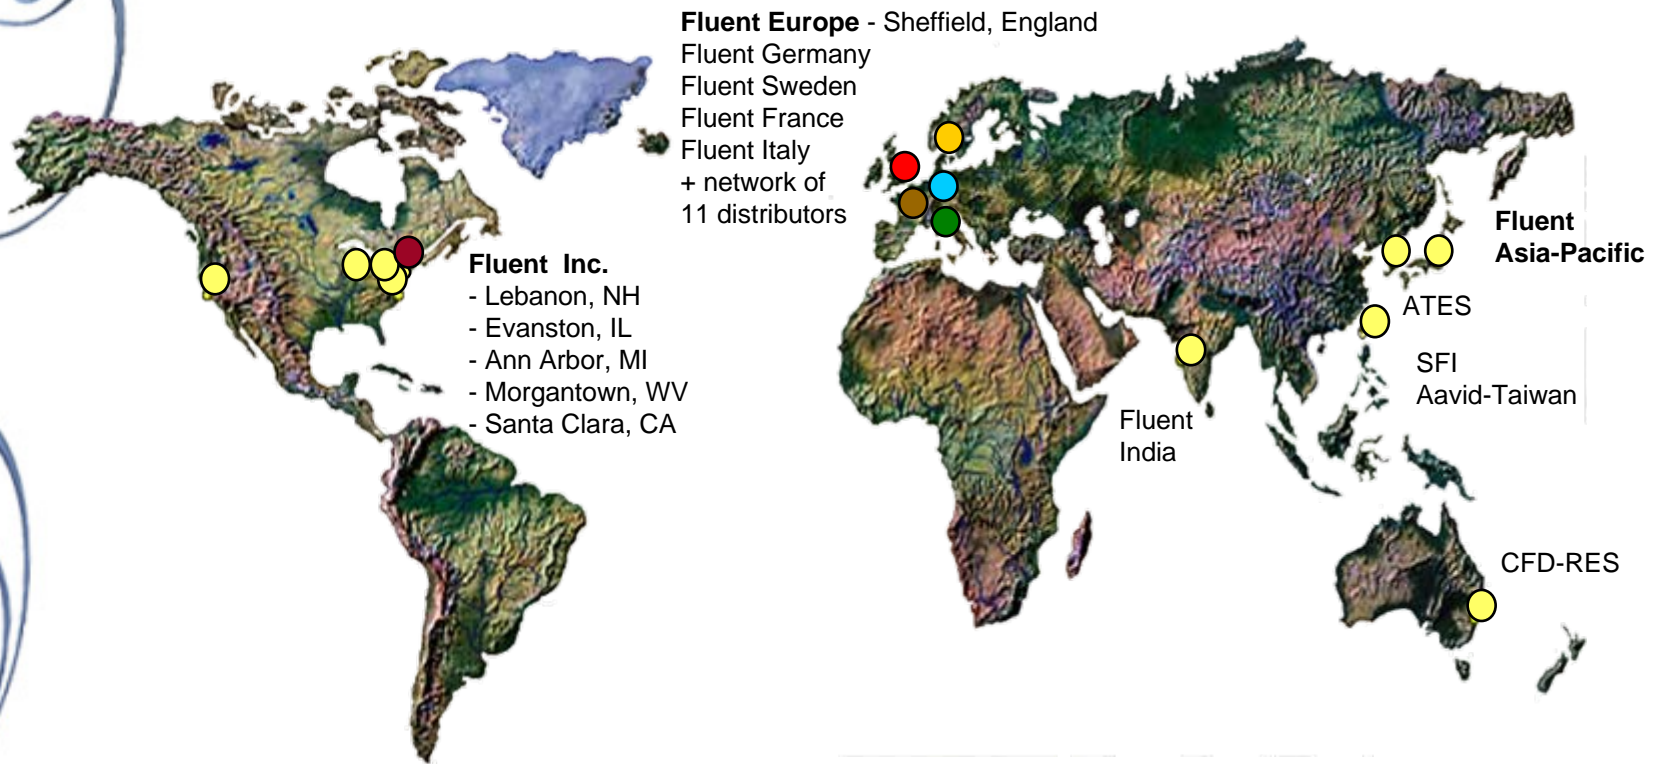 Fluent Europe - Sheffield, England
Fluent Germany
Fluent Sweden
Fluent France
Fluent Italy
+ network of
11 distributors
Fluent Inc.
- Lebanon, NH
- Evanston, IL
- Ann Arbor, MI
- Morgantown, WV
- Santa Clara, CA
Fluent
Asia-Pacific
ATES
SFI
Aavid-Taiwan
Fluent
India
CFD-RES